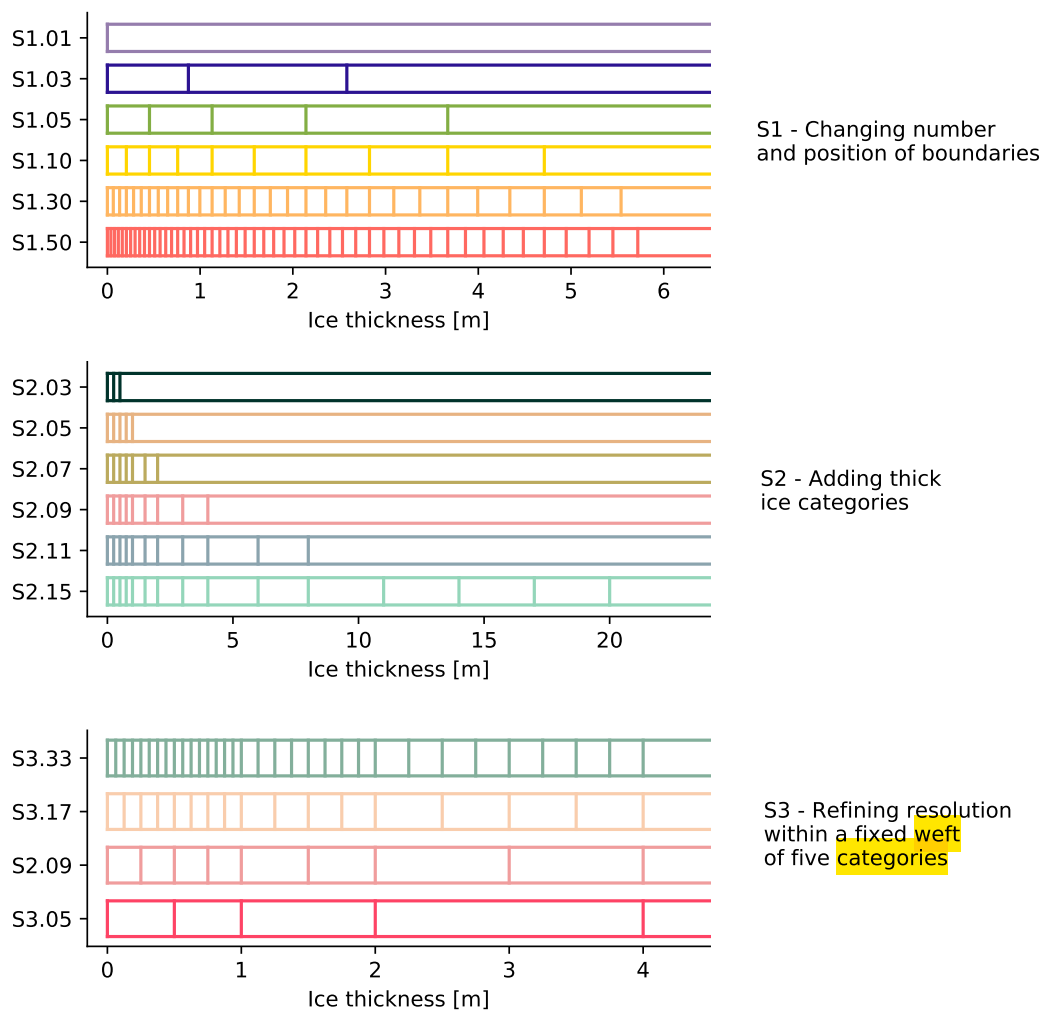 S1.01
S1.03
S1.05
S1.10
S1.30
S1.50
0 1 2 3 4 5 6
Ice thickness [m]
S1 - Changing number
and position of boundaries
S2.03
S2.05
S2.07
S2.09
S2.11
S2.15
0 5 10 15 20
Ice thickness [m]
S2 - Adding thick
ice categories
S3.33
S3.17
S2.09
S3.05
0 1 2 3 4
Ice thickness [m]
S3 - Refining resolution
within a fixed weft
of five categories